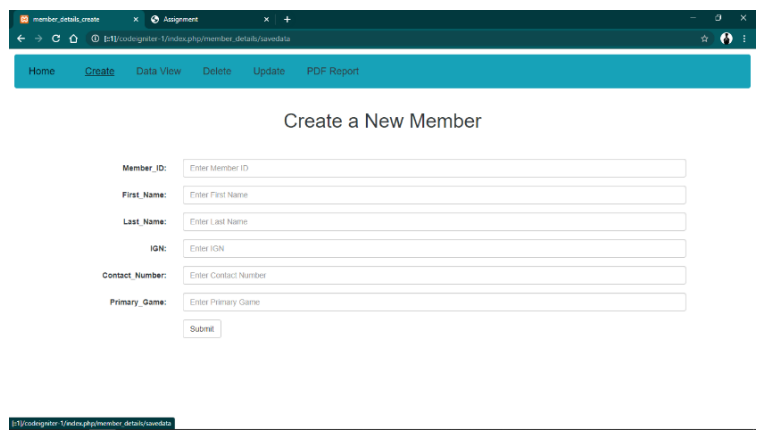 member_details_create
Assignment
[::1]/codeigniter-1/index.php/member_details/savedata
Home Create Data View Delete Update PDF Report
Create a New Member
Member_ID: Enter Member ID
First_Name: Enter First Name
Last_Name: Enter Last Name
IGN: Enter IGN
Contact_Number: Enter Contact Number
Primary_Game: Enter Primary Game
Submit
[::1]/codeigniter-1/index.php/member_details/savedata